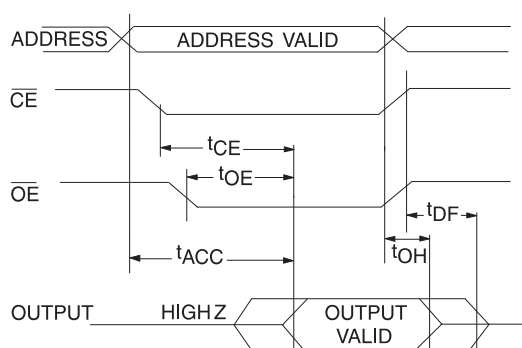 ADDRESS ADDRESS VALID
CE
tCE
tOE
OE
tDF
tACC
tOH
OUTPUT HIGH Z OUTPUT
VALID